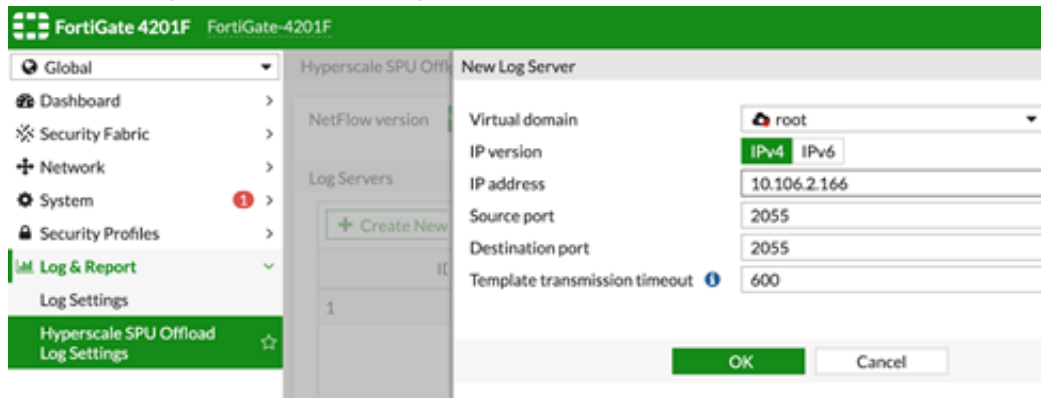 FortiGate 4201F FortiGate-4201F
Global
Dashboard
Security Fabric
Network
System 1
Security Profiles
Log & Report
Log Settings
Hyperscale SPU Offload
Log Settings
Hyperscale SPU Offl
NetFlow version
Log Servers
+ Create New
ID
1
New Log Server
Virtual domain root
IP version IPv4 IPv6
IP address 10.106.2.166
Source port 2055
Destination port 2055
Template transmission timeout 600
OK Cancel